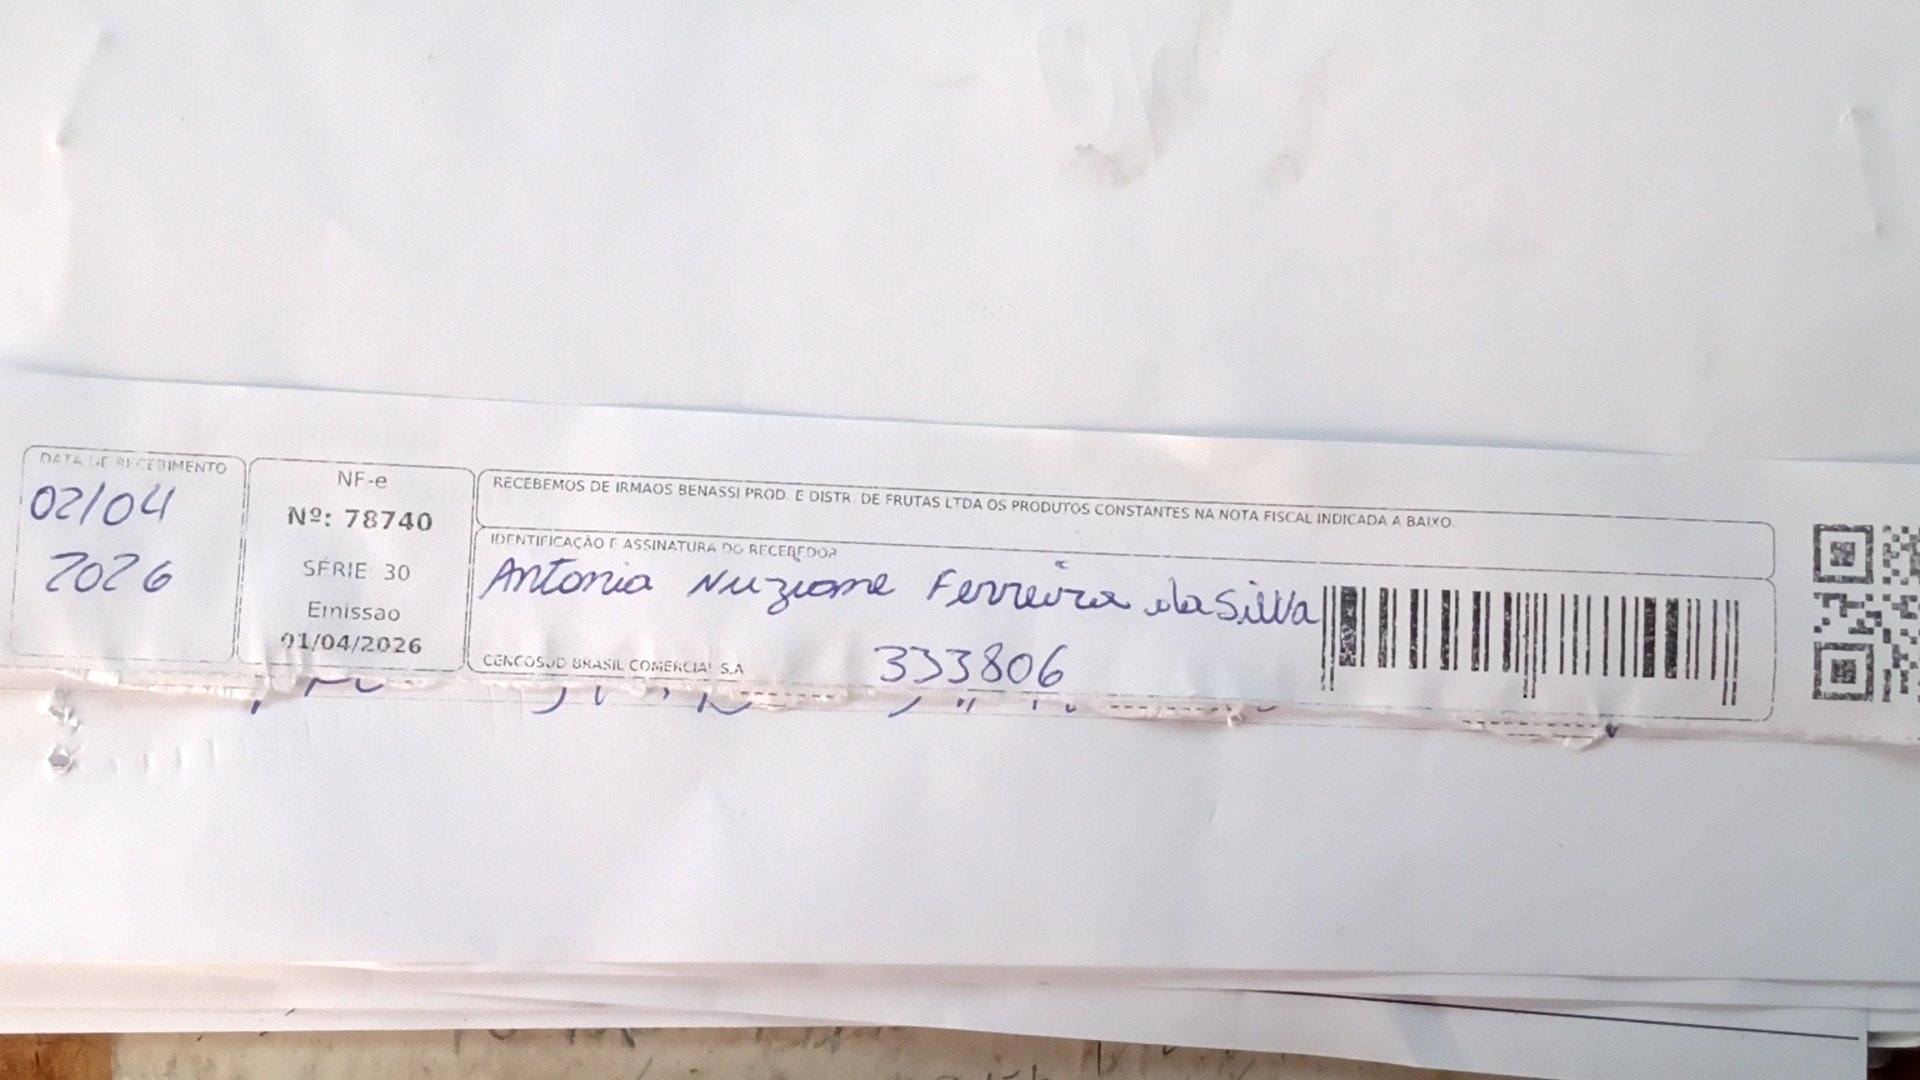 DATA DE RECEBIMENTO
02/04
2026
NF-e
Nº: 78740
SÉRIE: 30
Emissao
01/04/2026
RECEBEMOS DE IRMAOS BENASSI PROD. E DISTR. DE FRUTAS LTDA OS PRODUTOS CONSTANTES NA NOTA FISCAL INDICADA A BAIXO
IDENTIFICAÇÃO E ASSINATURA DO RECEBEDOR
Antonia Nuziane Ferreira da Silva
333806
CENCOSUD BRASIL COMERCIAL S.A